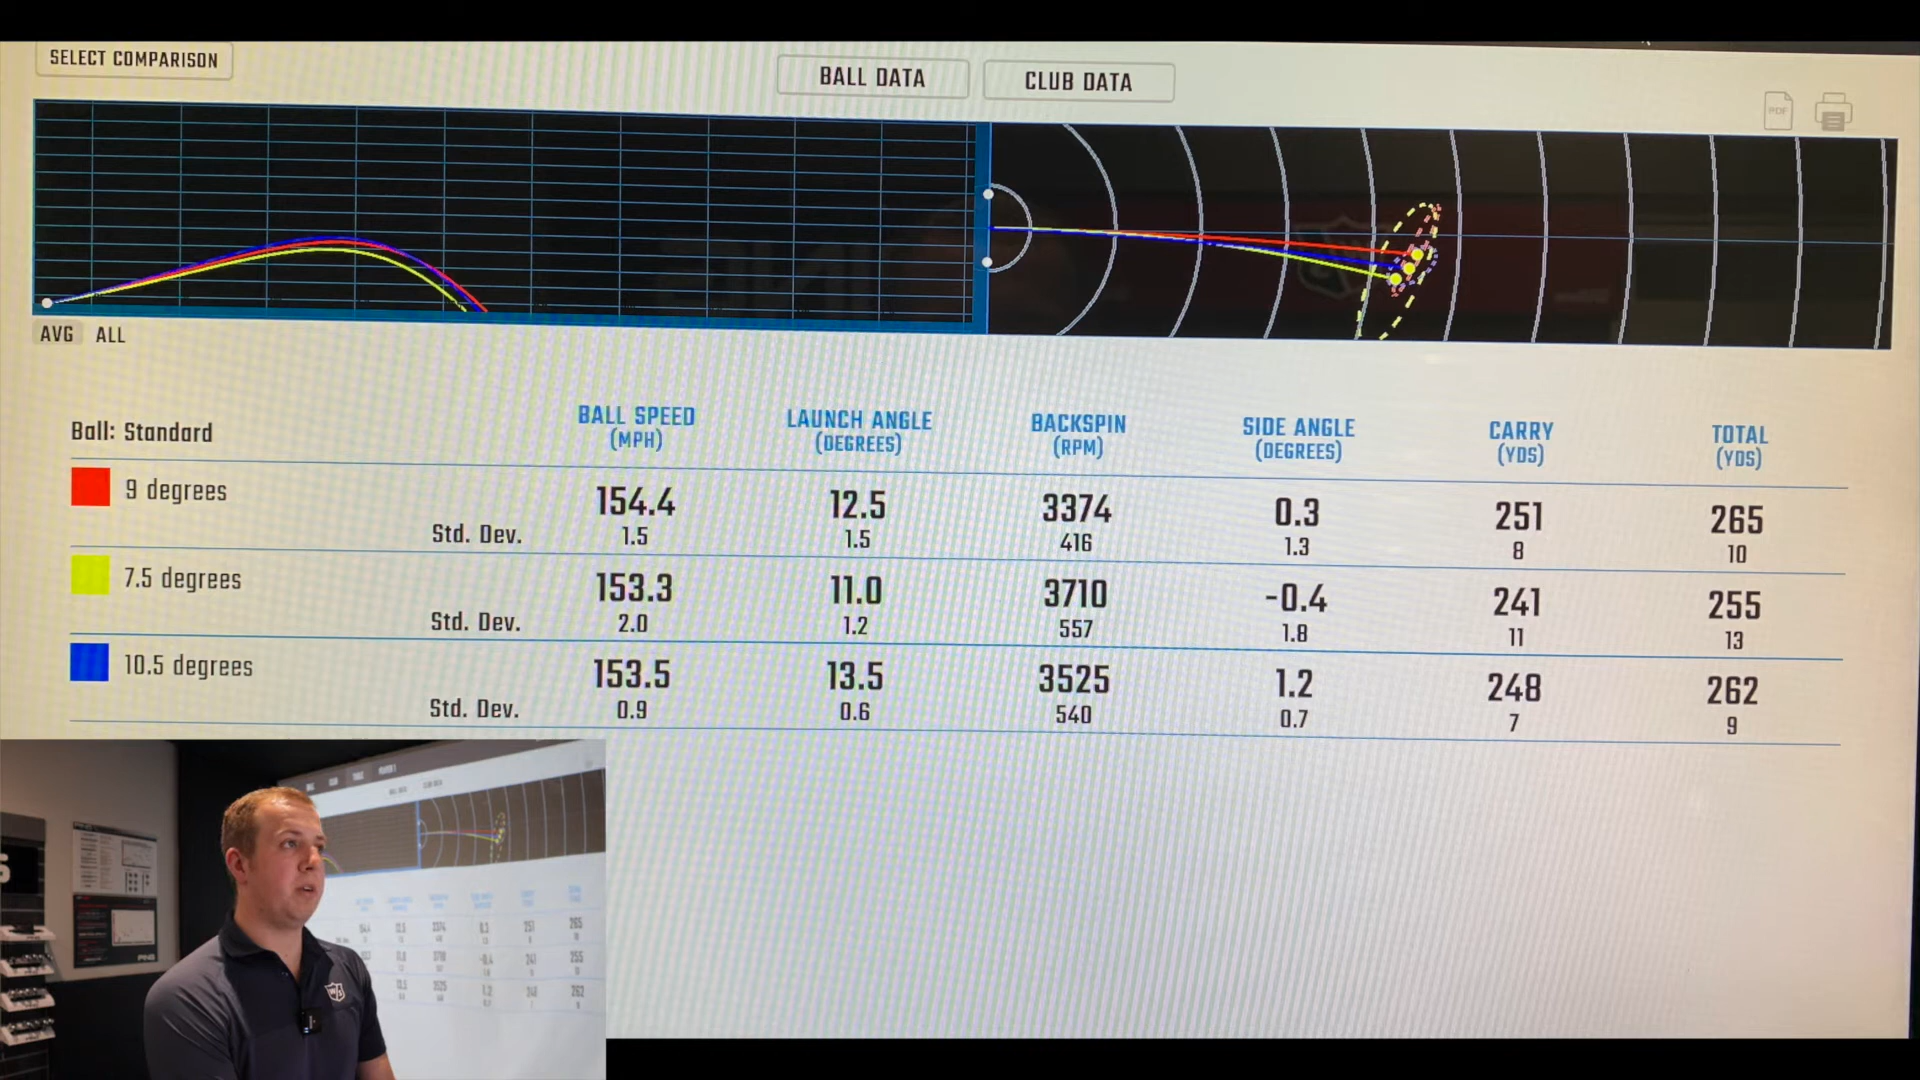 SELECT COMPARISON
BALL DATA
CLUB DATA
PDF
AVG ALL
Ball: Standard
BALL SPEED (MPH)
LAUNCH ANGLE (DEGREES)
BACKSPIN (RPM)
SIDE ANGLE (DEGREES)
CARRY (YDS)
TOTAL (YDS)
9 degrees 154.4 12.5 3374 0.3 251 265
Std. Dev. 1.5 1.5 416 1.3 8 10
7.5 degrees 153.3 11.0 3710 -0.4 241 255
Std. Dev. 2.0 1.2 557 1.8 11 13
10.5 degrees 153.5 13.5 3525 1.2 248 262
Std. Dev. 0.9 0.6 540 0.7 7 9
PING